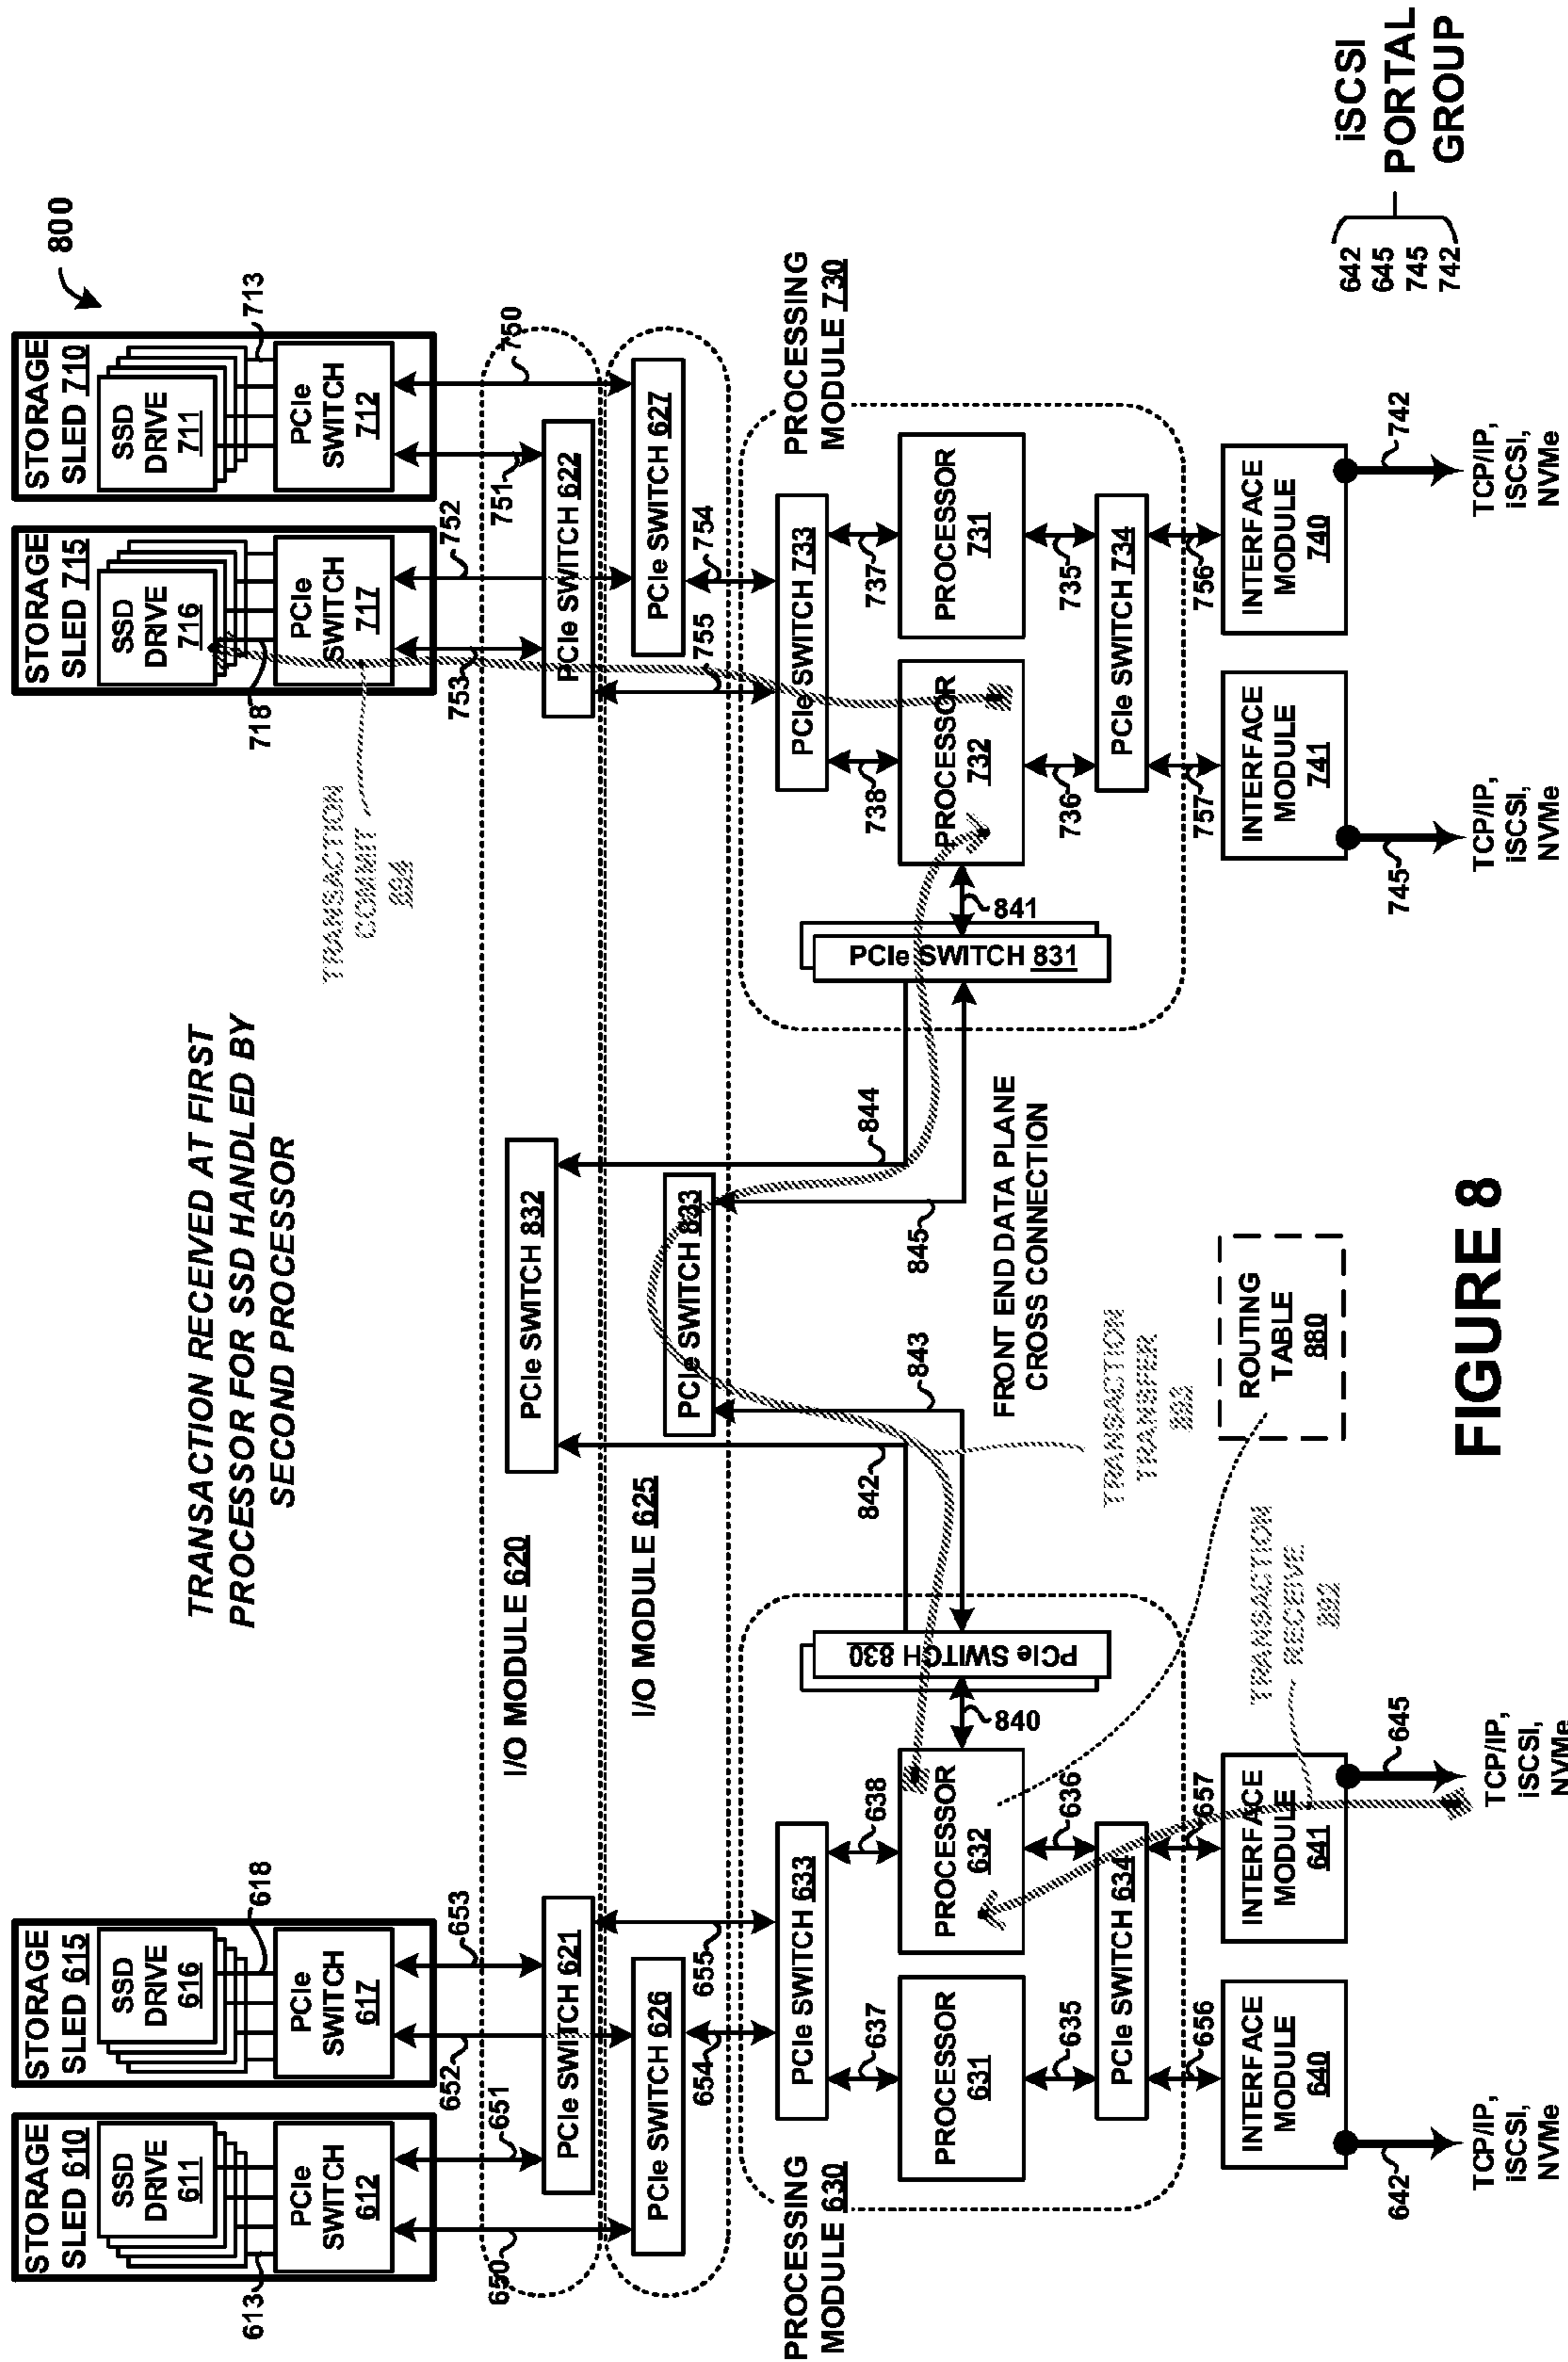 STORAGE
SLED 610
SSD
DRIVE
611
PCIe
SWITCH
612
613
STORAGE
SLED 615
SSD
DRIVE
616
PCIe
SWITCH
617
618
TRANSACTION RECEIVED AT FIRST
PROCESSOR FOR SSD HANDLED BY
SECOND PROCESSOR
STORAGE
SLED 715
SSD
DRIVE
716
PCIe
SWITCH
717
718
STORAGE
SLED 710
SSD
DRIVE
711
PCIe
SWITCH
712
713
800
TRANSACTION
COMMIT
894
650
651
652
653
753
752
751
750
I/O MODULE 620
PCIe SWITCH 621
PCIe SWITCH 832
PCIe SWITCH 622
I/O MODULE 625
PCIe SWITCH 626
PCIe SWITCH 833
PCIe SWITCH 627
654
655
755
754
PROCESSING
MODULE 630
PCIe SWITCH 633
637
638
PROCESSOR
631
PROCESSOR
632
635
636
PCIe SWITCH 634
840
PCIe SWITCH 830
842
843
844
845
FRONT END DATA PLANE
CROSS CONNECTION
PCIe SWITCH 831
841
PROCESSING
MODULE 730
PCIe SWITCH 733
738
737
PROCESSOR
732
PROCESSOR
731
736
735
PCIe SWITCH 734
TRANSACTION
TRANSFER
TRANSACTION
RECEIVE
ROUTING
TABLE
880
656
657
757
756
INTERFACE
MODULE
640
INTERFACE
MODULE
641
INTERFACE
MODULE
741
INTERFACE
MODULE
740
642
645
745
742
TCP/IP,
iSCSI,
NVMe
TCP/IP,
iSCSI,
NVMe
TCP/IP,
iSCSI,
NVMe
TCP/IP,
iSCSI,
NVMe
642
645
745
742
iSCSI
PORTAL
GROUP
FIGURE 8